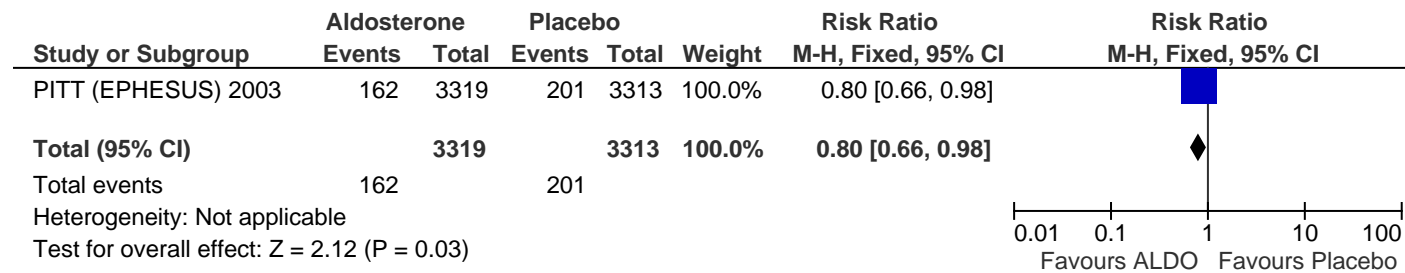 Aldosterone Placebo Risk Ratio Risk Ratio
Study or Subgroup Events Total Events Total Weight M-H, Fixed, 95% CI M-H, Fixed, 95% CI
PITT (EPHESUS) 2003 162 3319 201 3313 100.0% 0.80 [0.66, 0.98]
Total (95% CI) 3319 3313 100.0% 0.80 [0.66, 0.98]
Total events 162 201
Heterogeneity: Not applicable
Test for overall effect: Z = 2.12 (P = 0.03)
0.01 0.1 1 10 100
Favours ALDO Favours Placebo